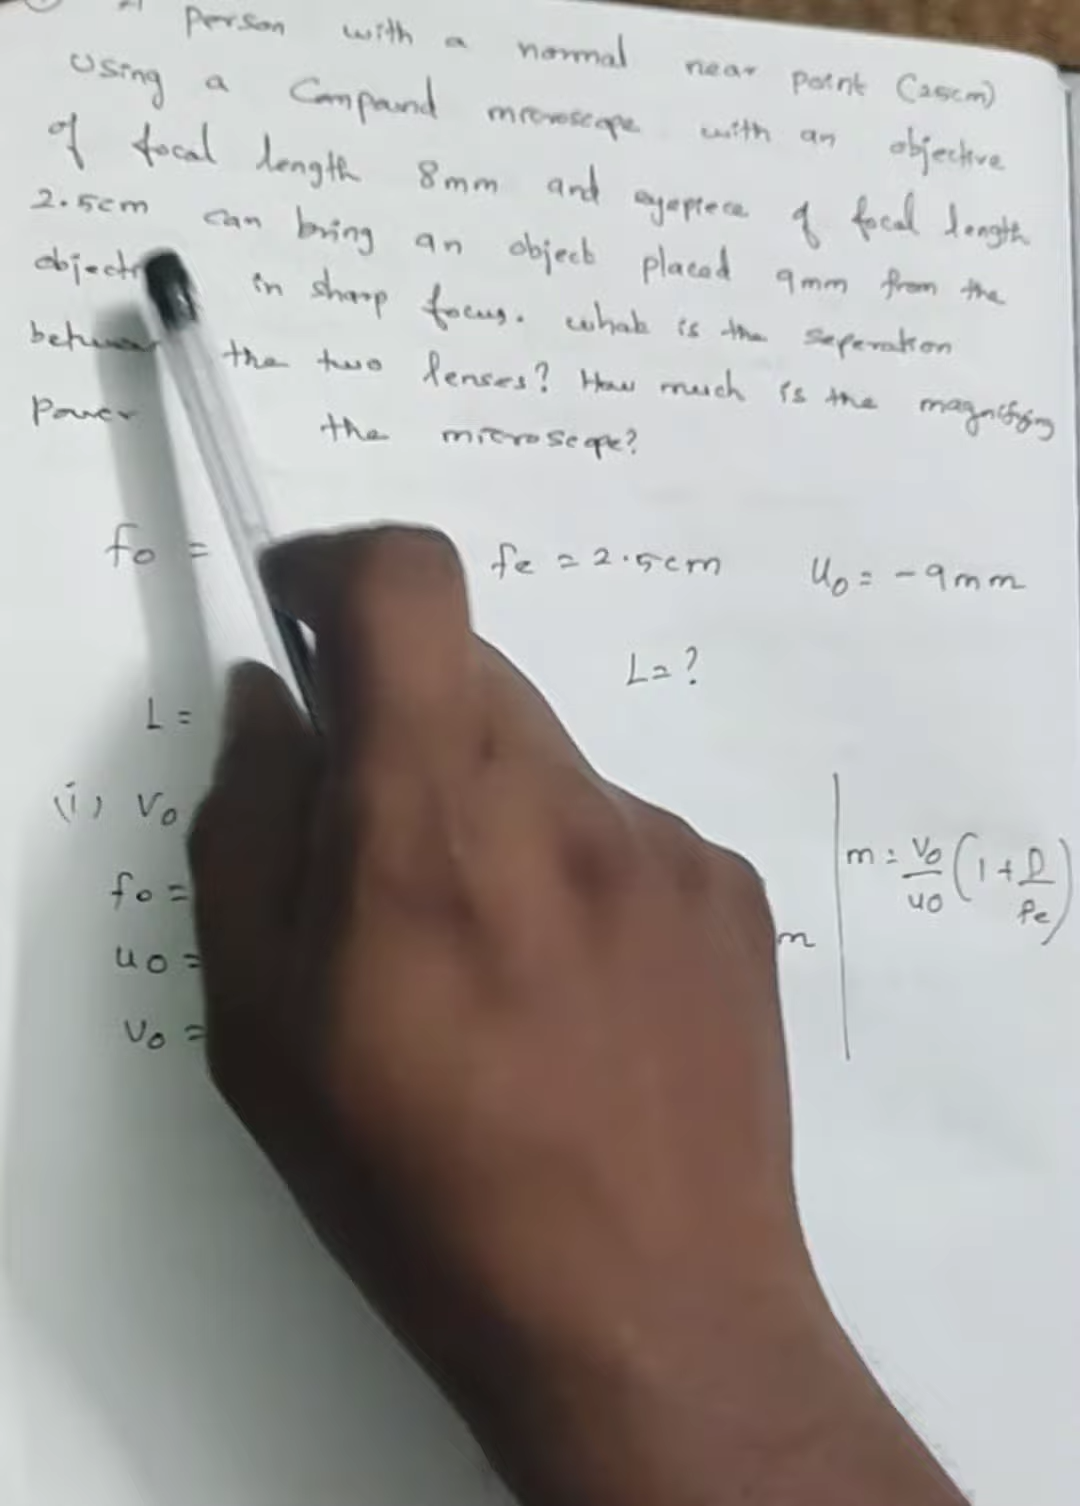 person with a normal near point (25cm)
Using a Compound microscope with an objective
of focal length 8mm and eyepiece of focal length
2.5cm can bring an object placed 9mm from the
in sharp focus. what is the seperation
the two lenses? How much is the magnifying
Power the microscope?
fo = fe = 2.5cm uo = -9mm
L = ?
L =
(i) vo
fo =
uo =
vo =
m
m = vo/uo (1 + D/fe)